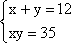 x + y = 12
xy = 35